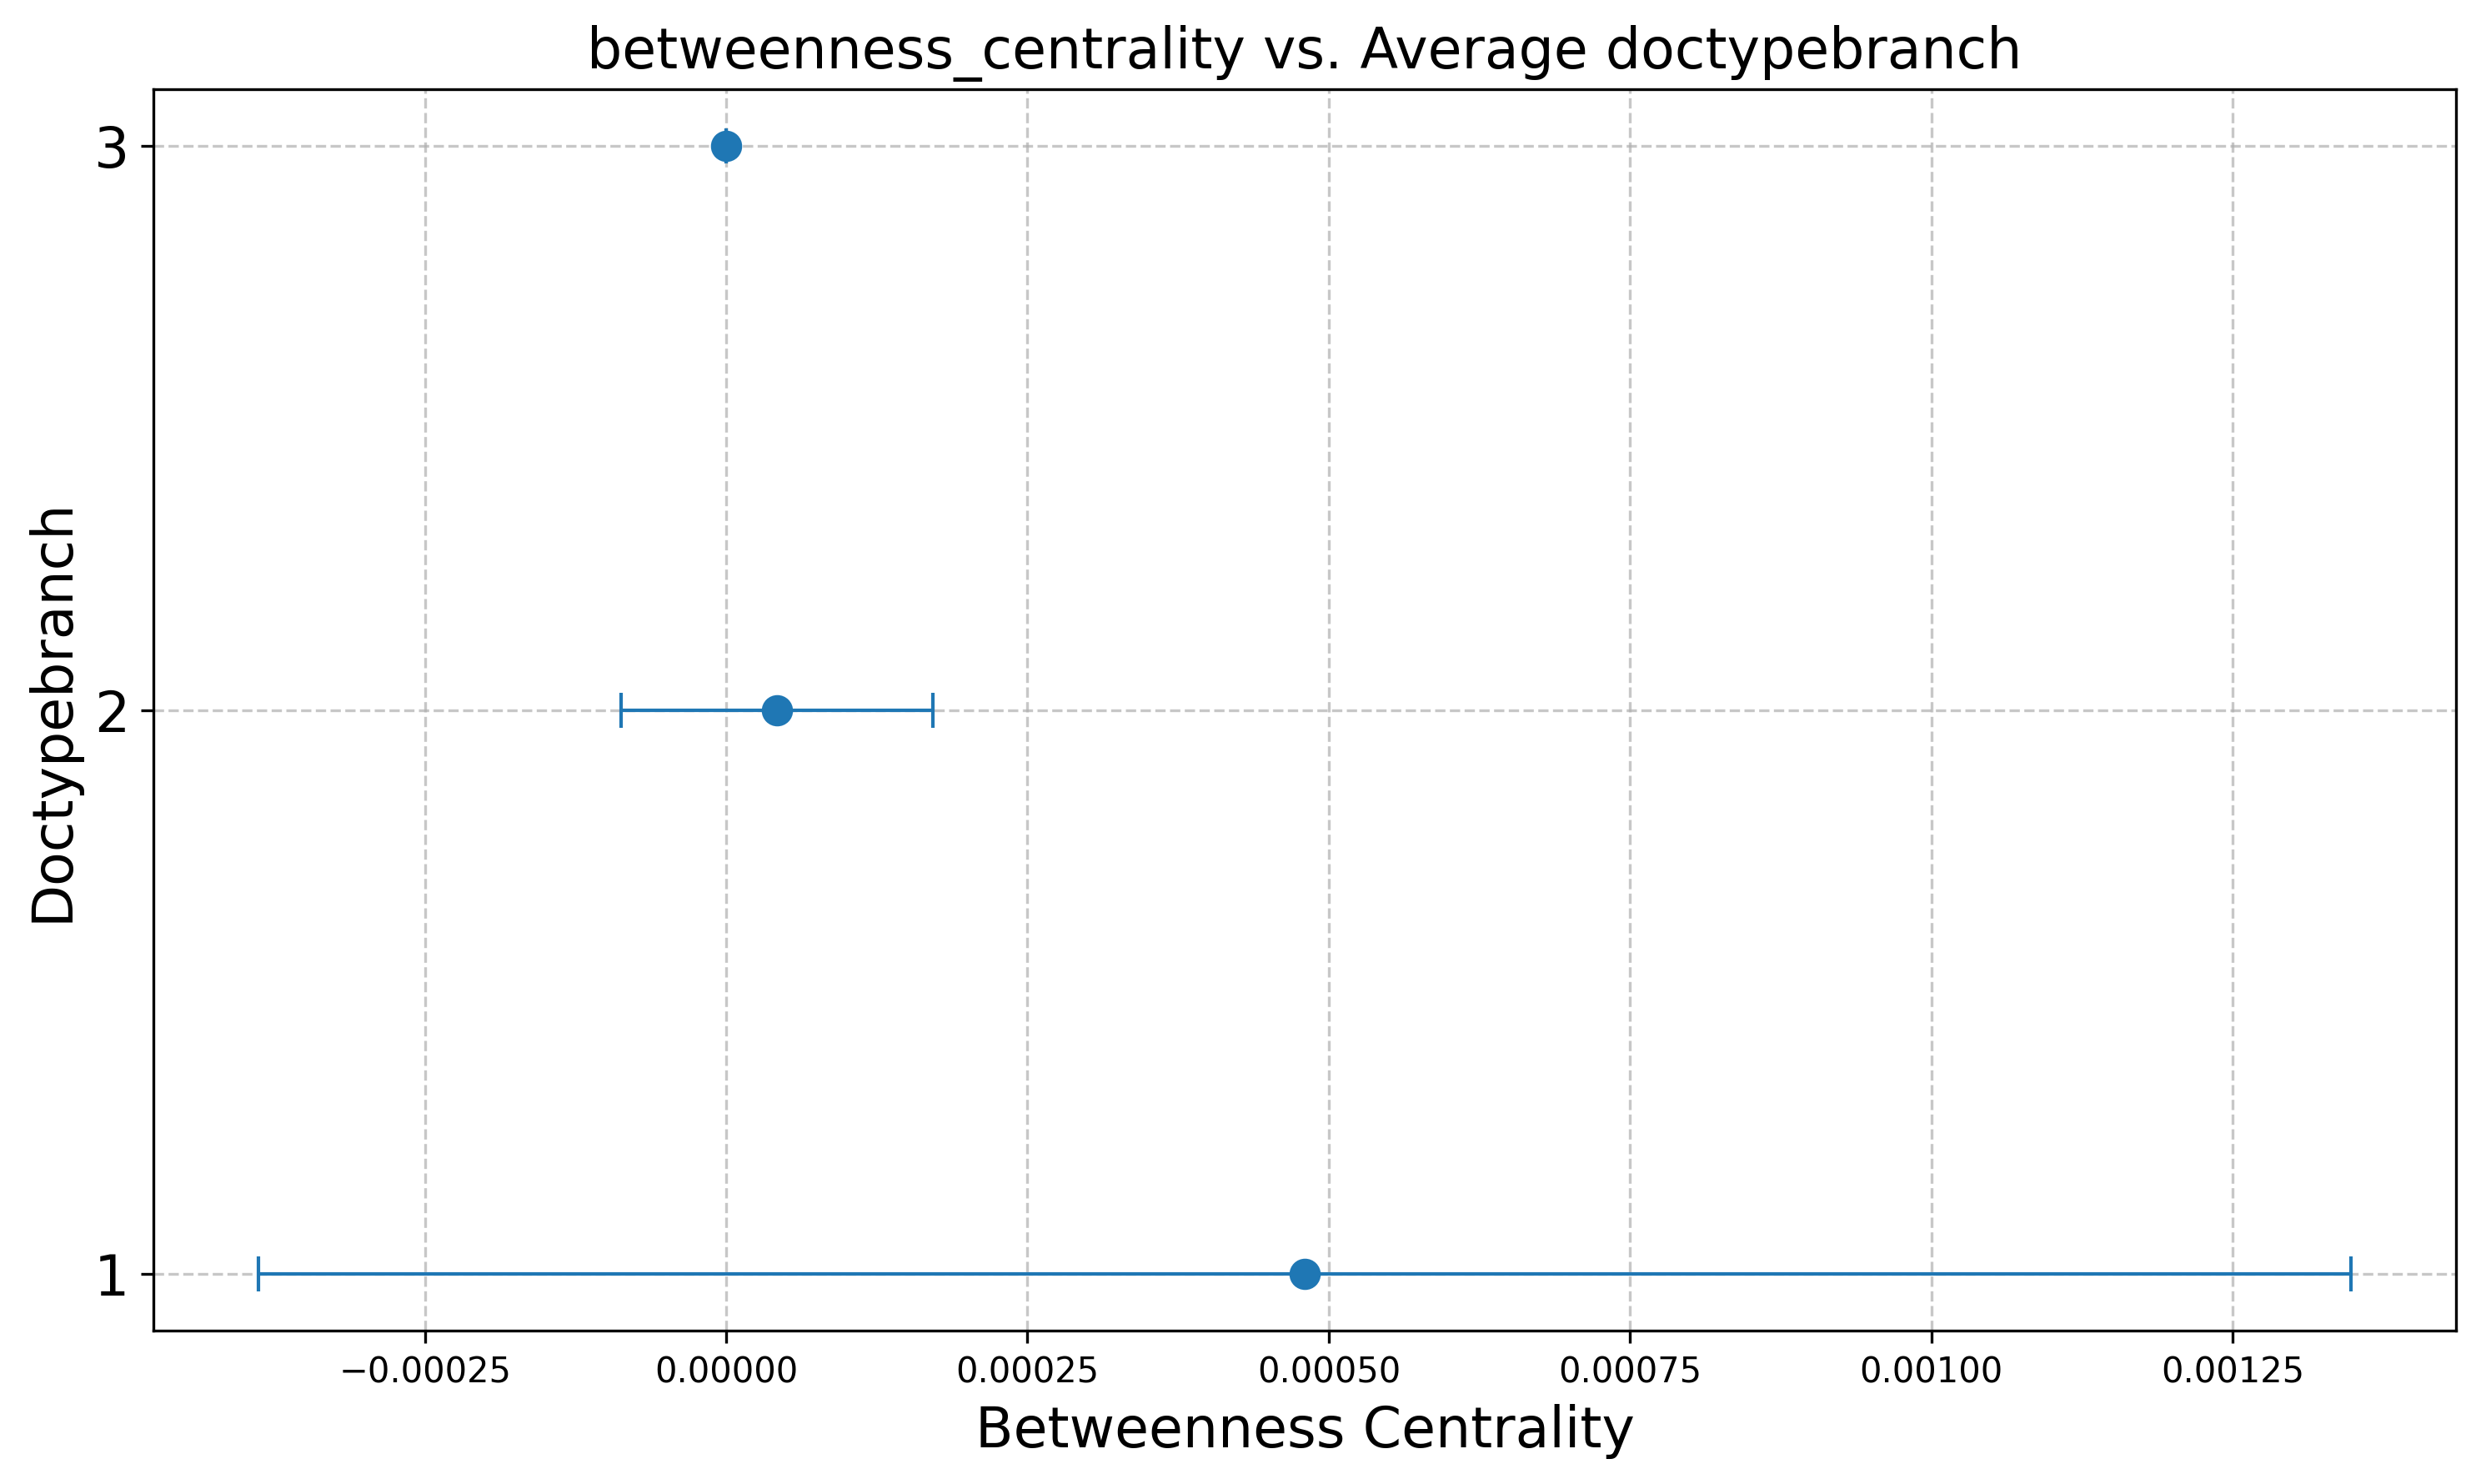 betweenness_centrality vs. Average doctypebranch
Doctypebranch
3
2
1
−0.00025 0.00000 0.00025 0.00050 0.00075 0.00100 0.00125
Betweenness Centrality